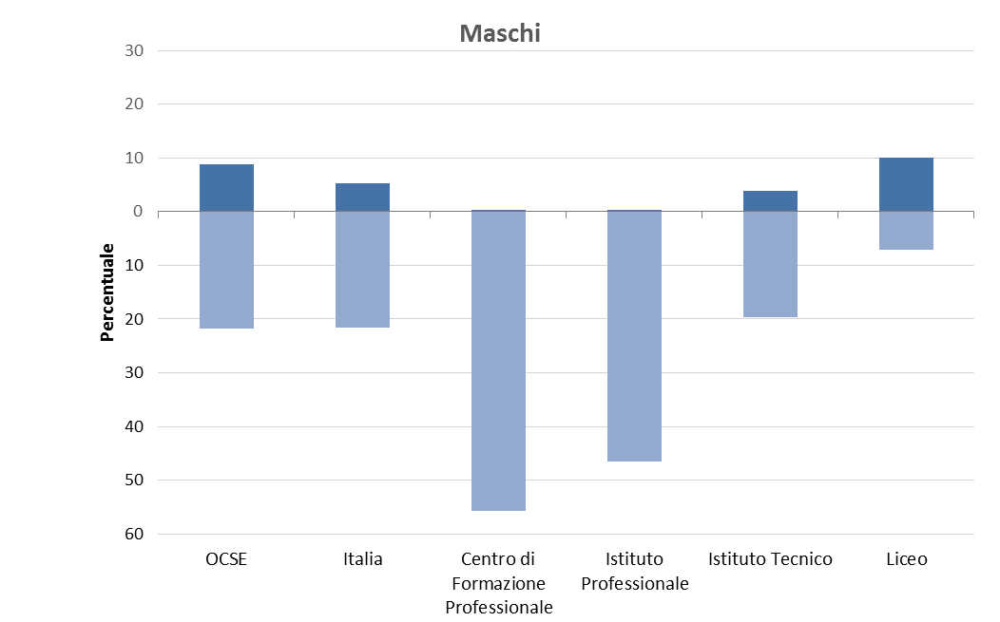 Maschi
30
20
10
0
10
20
30
40
50
60
Percentuale
OCSE
Italia
Centro di
Formazione
Professionale
Istituto
Professionale
Istituto Tecnico
Liceo